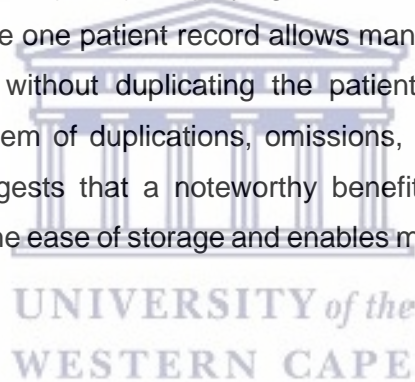 e one patient record allows man
without duplicating the patient
em of duplications, omissions,
ggests that a noteworthy benefit
ne ease of storage and enables m
UNIVERSITY of the
WESTERN CAPE